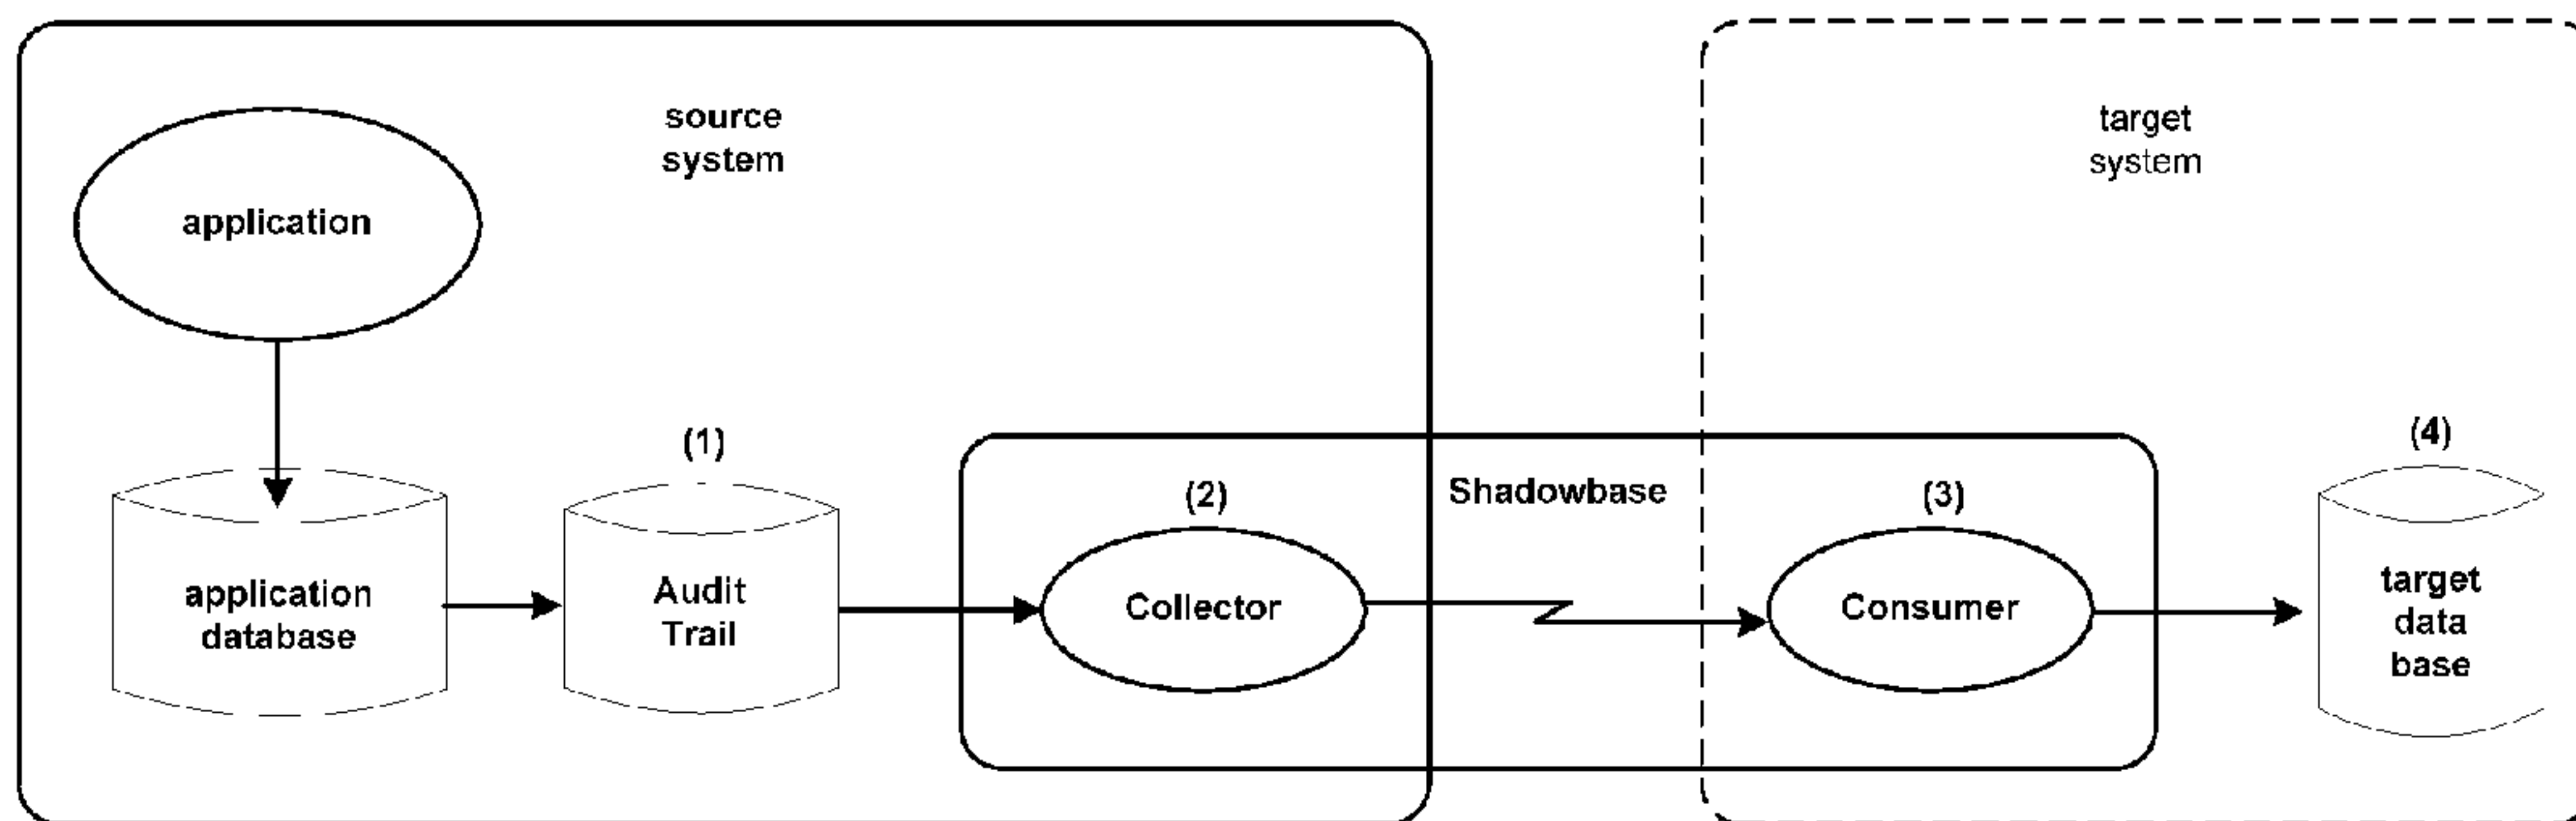 source
system
target
system
application
(1)
(4)
(2)
Shadowbase
(3)
application
database
Audit
Trail
Collector
Consumer
target
data
base